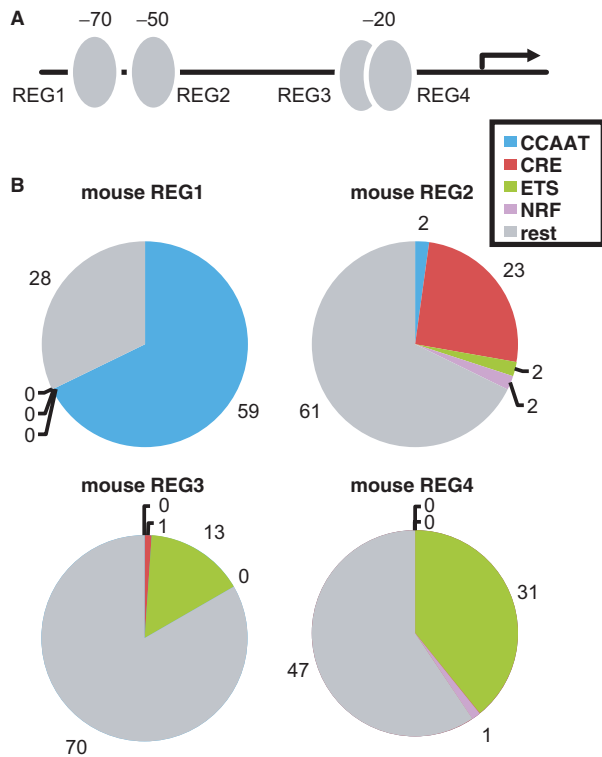 A
−70 −50 −20
REG1 REG2 REG3 REG4
CCAAT
CRE
ETS
NRF
rest
B
mouse REG1
28
0
0
0
59
mouse REG2
2
23
2
2
61
mouse REG3
0
1
13
0
70
mouse REG4
0
0
31
47
1